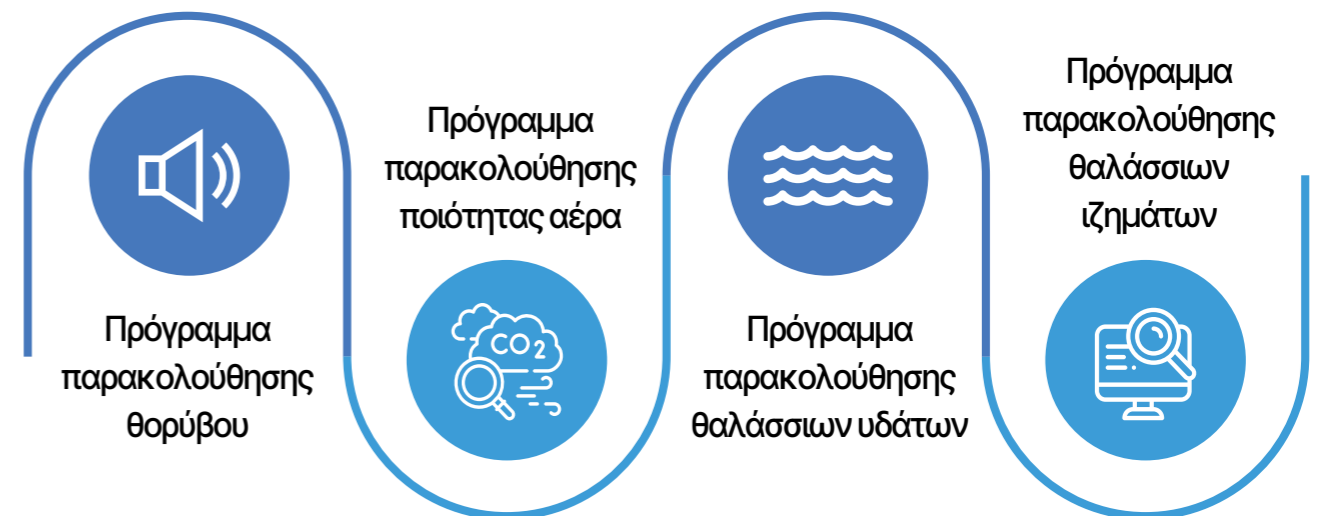 Πρόγραμμα
παρακολούθησης
θορύβου
Πρόγραμμα
παρακολούθησης
ποιότητας αέρα
CO2
Πρόγραμμα
παρακολούθησης
θαλάσσιων υδάτων
Πρόγραμμα
παρακολούθησης
θαλάσσιων
ιζημάτων